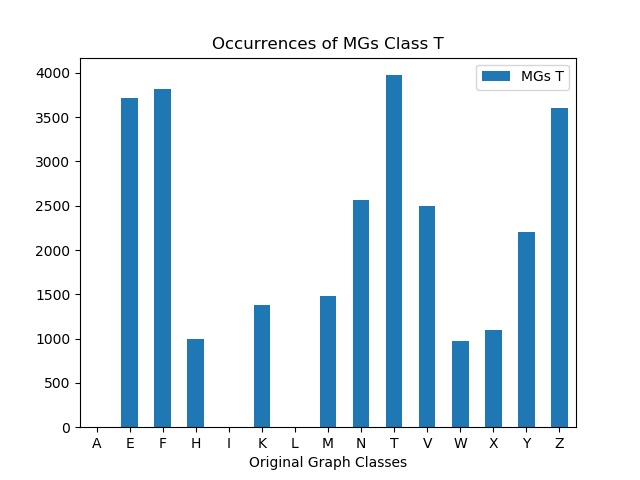 Occurrences of MGs Class T
MGs T
4000
3500
3000
2500
2000
1500
1000
500
0
A E F H I K L M N T V W X Y Z
Original Graph Classes